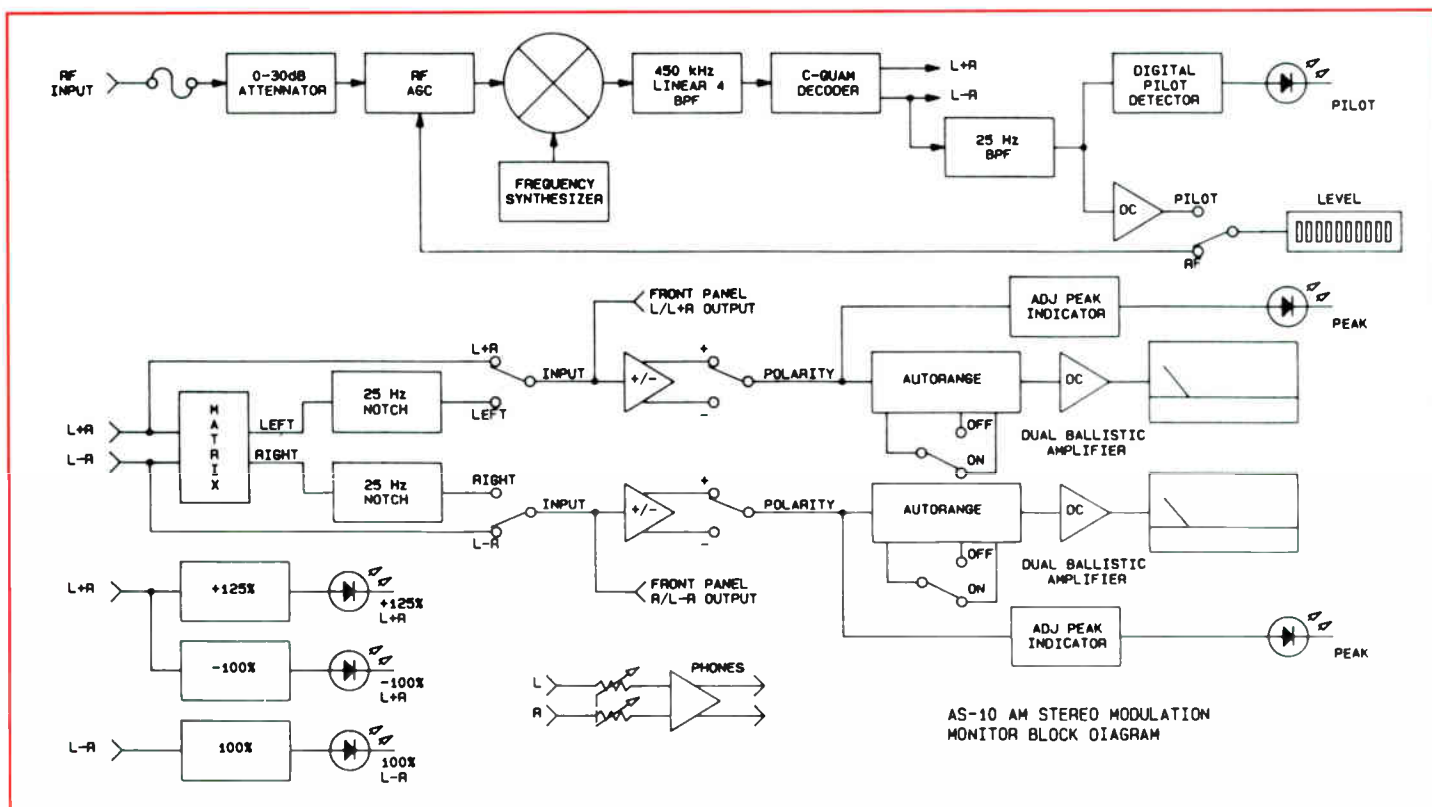 RF
INPUT
0-30dB
ATTENNATOR
RF
AGC
450 kHz
LINEAR 4
BPF
C-QUAM
DECODER
L+R
L-R
DIGITAL
PILOT
DETECTOR
PILOT
25 Hz
BPF
FREQUENCY
SYNTHESIZER
DC
PILOT
RF
LEVEL
FRONT PANEL
L/L+R OUTPUT
ADJ PEAK
INDICATOR
PEAK
L+R
INPUT
LEFT
+/-
+
-
POLARITY
AUTORANGE
OFF
ON
DC
DUAL BALLISTIC
AMPLIFIER
L+R
L-R
MATRIX
LEFT
RIGHT
25 Hz
NOTCH
25 Hz
NOTCH
RIGHT
INPUT
L-R
+/-
+
-
POLARITY
AUTORANGE
OFF
ON
DC
DUAL BALLISTIC
AMPLIFIER
FRONT PANEL
R/L-R OUTPUT
ADJ PEAK
INDICATOR
PEAK
L+R
+125%
+125%
L+R
-100%
-100%
L+R
L-R
100%
100%
L-R
L
R
PHONES
AS-10 AM STEREO MODULATION
MONITOR BLOCK DIAGRAM